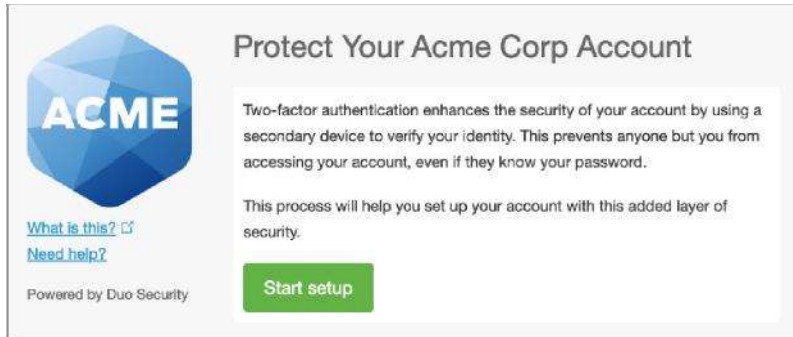 Protect Your Acme Corp Account
ACME
Two-factor authentication enhances the security of your account by using a
secondary device to verify your identity. This prevents anyone but you from
accessing your account, even if they know your password.
This process will help you set up your account with this added layer of
security.
Start setup
What is this?
Need help?
Powered by Duo Security